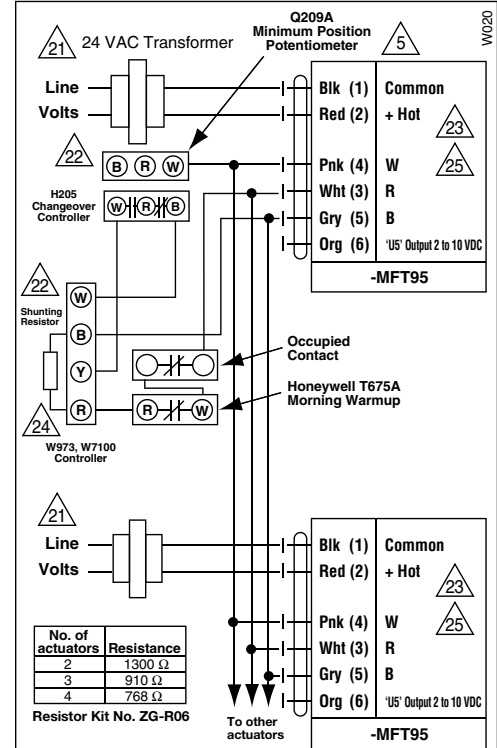 W020
Q209A
Minimum Position
Potentiometer
21
24 VAC Transformer
5
Line
Volts
Blk (1) Common
Red (2) + Hot
23
22
B R W
Pnk (4) W
25
Wht (3) R
Gry (5) B
Org (6) 'U5' Output 2 to 10 VDC
-MFT95
H205
Changeover
Controller
W R B
22
Shunting
Resistor
W
B
Y
R
24
W973, W7100
Controller
Occupied
Contact
Honeywell T675A
Morning Warmup
R W
21
Line
Volts
Blk (1) Common
Red (2) + Hot
23
Pnk (4) W
25
Wht (3) R
Gry (5) B
Org (6) 'U5' Output 2 to 10 VDC
-MFT95
No. of
actuators Resistance
2 1300 Ω
3 910 Ω
4 768 Ω
Resistor Kit No. ZG-R06
To other
actuators